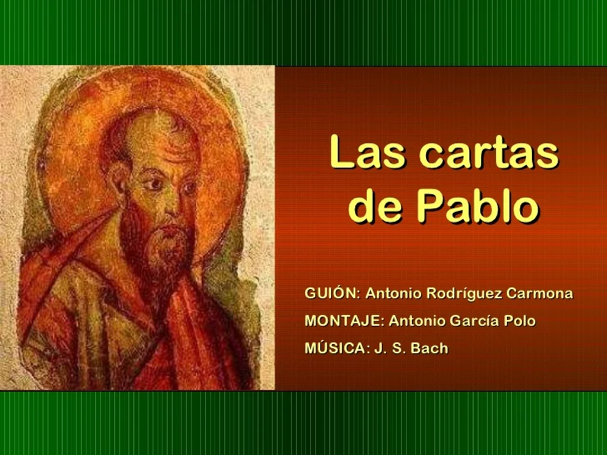 Las cartas
de Pablo
GUIÓN: Antonio Rodríguez Carmona
MONTAJE: Antonio García Polo
MÚSICA: J. S. Bach